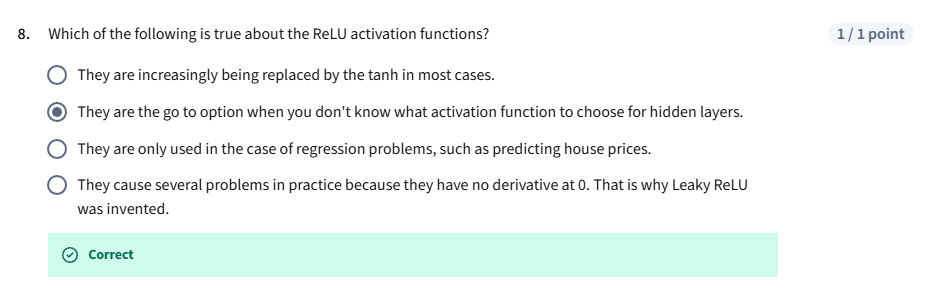 8. Which of the following is true about the ReLU activation functions? 1 / 1 point
They are increasingly being replaced by the tanh in most cases.
They are the go to option when you don't know what activation function to choose for hidden layers.
They are only used in the case of regression problems, such as predicting house prices.
They cause several problems in practice because they have no derivative at 0. That is why Leaky ReLU
was invented.
Correct